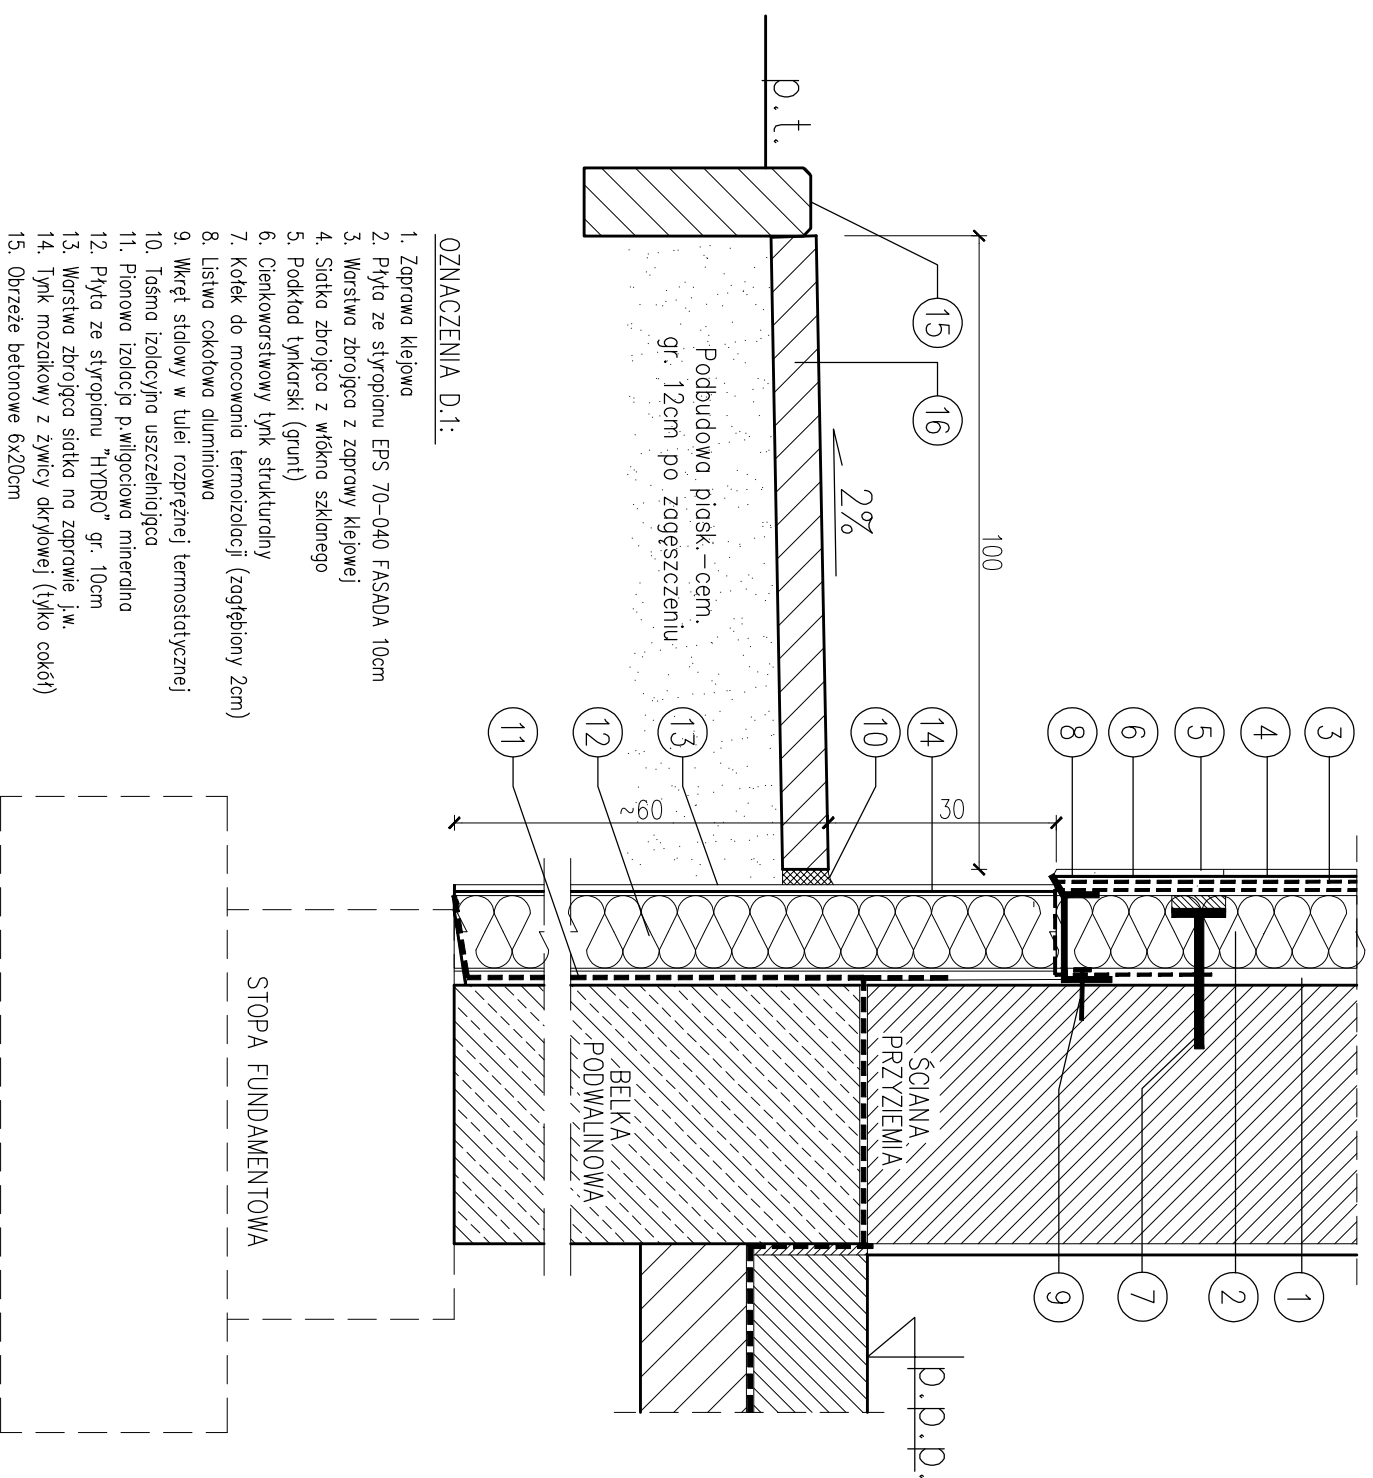 3
4
5
6
8
14
10
13
12
11
1
2
7
9
15
16
100
30
~60
2%
p.t.
p.p.p.
ŚCIANA
PRZYZIEMIA
BELKA
PODWALINOWA
Podbudowa piask.-cem.
gr. 12cm po zagęszczeniu
STOPA FUNDAMENTOWA
OZNACZENIA D.1:
1. Zaprawa klejowa
2. Płyta ze styropianu EPS 70-040 FASADA 10cm
3. Warstwa zbrojąca z zaprawy klejowej
4. Siatka zbrojąca z włókna szklanego
5. Podkład tynkarski (grunt)
6. Cienkowarstwowy tynk strukturalny
7. Kołek do mocowania termoizolacji (zagłębiony 2cm)
8. Listwa cokołowa aluminiowa
9. Wkręt stalowy w tulei rozprężnej termostatycznej
10. Taśma izolacyjna uszczelniająca
11. Pionowa izolacja p.wilgociowa mineralna
12. Płyta ze styropianu "HYDRO" gr. 10cm
13. Warstwa zbrojąca siatka na zaprawie j.w.
14. Tynk mozaikowy z żywicy akrylowej (tylko cokół)
15. Obrzeże betonowe 6x20cm